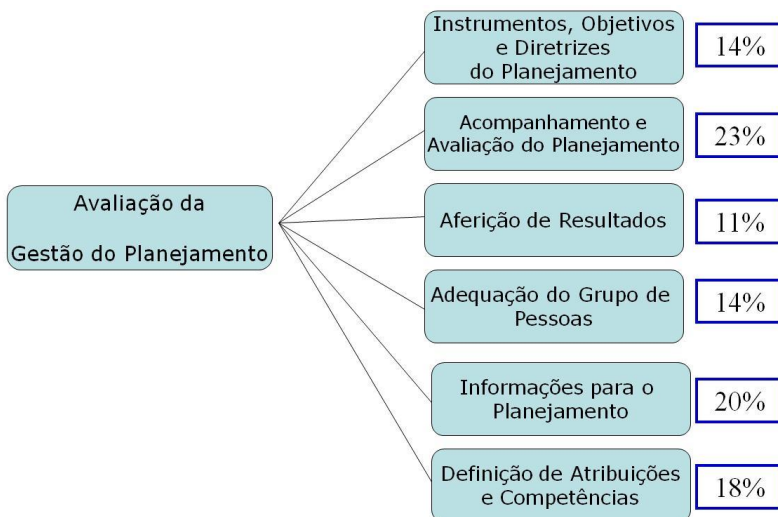 Avaliação da
Gestão do Planejamento
Instrumentos, Objetivos
e Diretrizes
do Planejamento
14%
Acompanhamento e
Avaliação do Planejamento
23%
Aferição de Resultados
11%
Adequação do Grupo de
Pessoas
14%
Informações para o
Planejamento
20%
Definição de Atribuições
e Competências
18%